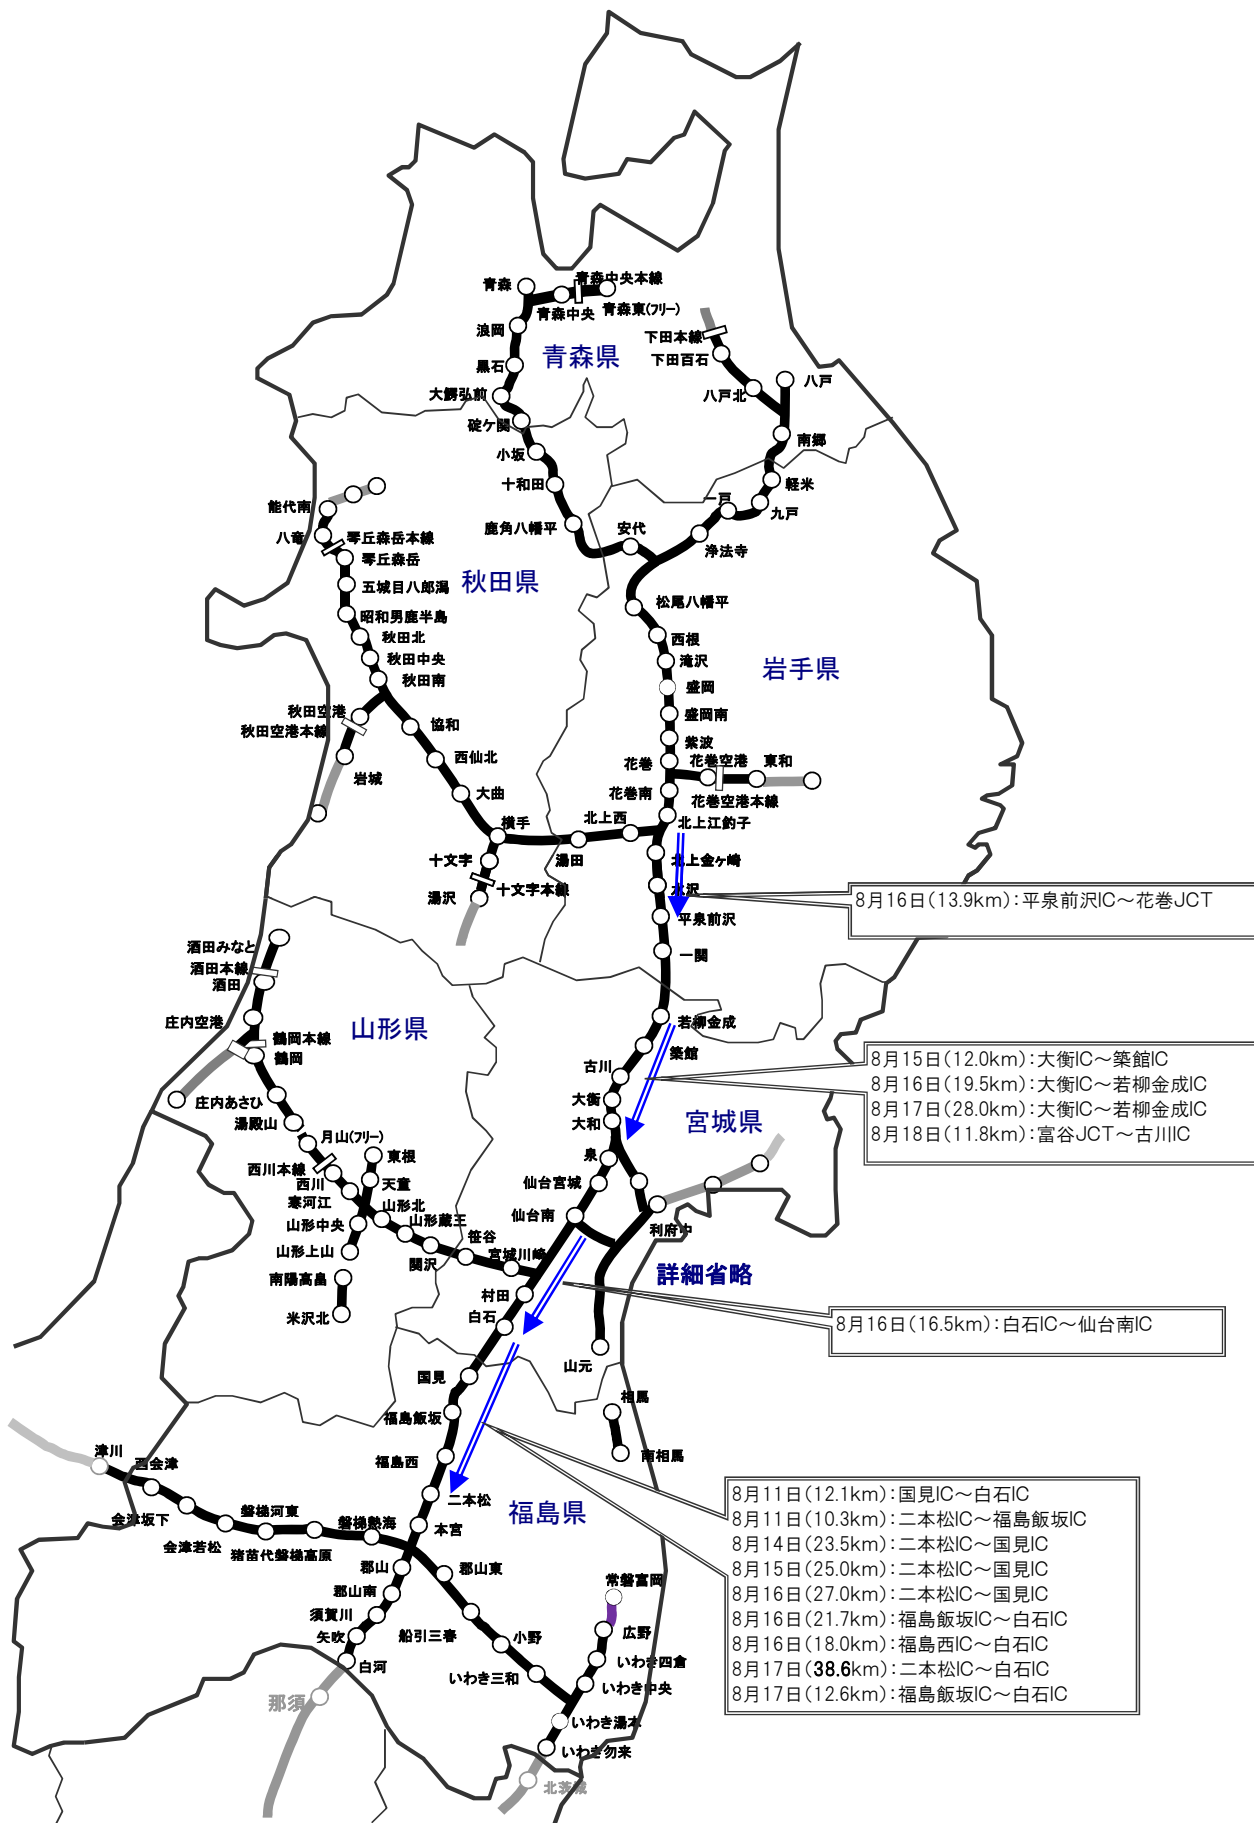 青森
青森中央本線
青森中央
青森東(フリー)
浪岡
青森県
下田本線
黒石
下田百石
大鰐弘前
八戸北
八戸
碇ケ関
南郷
小坂
十和田
軽米
一戸
九戸
能代南
鹿角八幡平
安代
浄法寺
八竜
琴丘森岳本線
琴丘森岳
秋田県
五城目八郎潟
松尾八幡平
昭和男鹿半島
秋田北
西根
秋田中央
滝沢
岩手県
秋田南
盛岡
秋田空港
秋田空港本線
盛岡南
協和
紫波
西仙北
花巻
花巻空港
東和
岩城
大曲
花巻南
花巻空港本線
横手
北上西
北上江釣子
十文字
湯田
北上金ヶ崎
湯沢
十文字本線
水沢
8月16日(13.9km):平泉前沢IC～花巻JCT
平泉前沢
酒田みなと
一関
酒田本線
酒田
庄内空港
山形県
若柳金成
鶴岡本線
鶴岡
築館
古川
8月15日(12.0km):大衡IC～築館IC
8月16日(19.5km):大衡IC～若柳金成IC
8月17日(28.0km):大衡IC～若柳金成IC
8月18日(11.8km):富谷JCT～古川IC
庄内あさひ
大衡
湯殿山
大和
宮城県
月山(フリー)
東根
泉
西川本線
西川
天童
仙台宮城
寒河江
山形北
仙台南
山形中央
山形蔵王
利府中
笹谷
山形上山
関沢
宮城川崎
南陽高畠
詳細省略
村田
米沢北
白石
8月16日(16.5km):白石IC～仙台南IC
山元
国見
相馬
福島飯坂
津川
西会津
福島西
南相馬
二本松
福島県
8月11日(12.1km):国見IC～白石IC
8月11日(10.3km):二本松IC～福島飯坂IC
8月14日(23.5km):二本松IC～国見IC
8月15日(25.0km):二本松IC～国見IC
8月16日(27.0km):二本松IC～国見IC
8月16日(21.7km):福島飯坂IC～白石IC
8月16日(18.0km):福島西IC～白石IC
8月17日(38.6km):二本松IC～白石IC
8月17日(12.6km):福島飯坂IC～白石IC
会津坂下
磐梯河東
磐梯熱海
本宮
会津若松
猪苗代磐梯高原
郡山
郡山東
郡山南
常磐富岡
須賀川
船引三春
小野
広野
矢吹
白河
いわき三和
いわき四倉
いわき中央
那須
いわき湯本
いわき勿来
北茨城